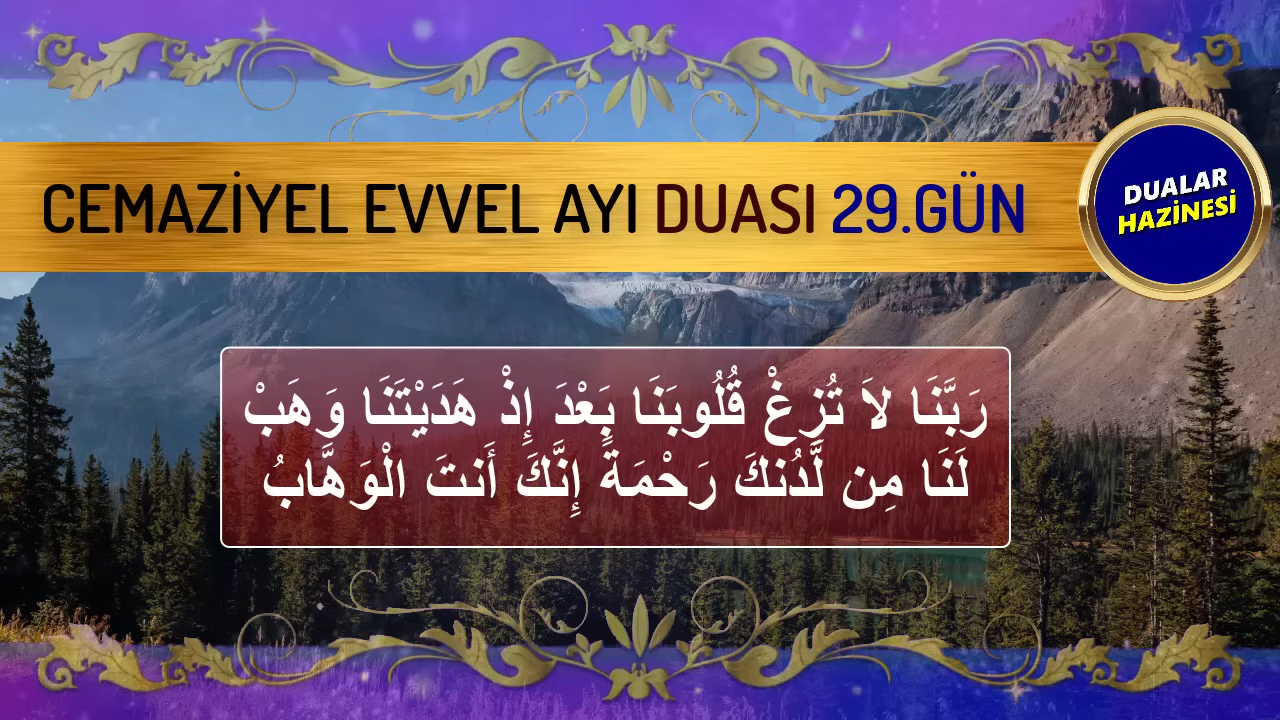 CEMAZİYEL EVVEL AYI DUASI 29.GÜN
DUALAR
HAZİNESİ
رَبَّنَا لاَ تُزِغْ قُلُوبَنَا بَعْدَ إِذْ هَدَيْتَنَا وَهَبْ
لَنَا مِن لَّدُنكَ رَحْمَةً إِنَّكَ أَنتَ الْوَهَّابُ